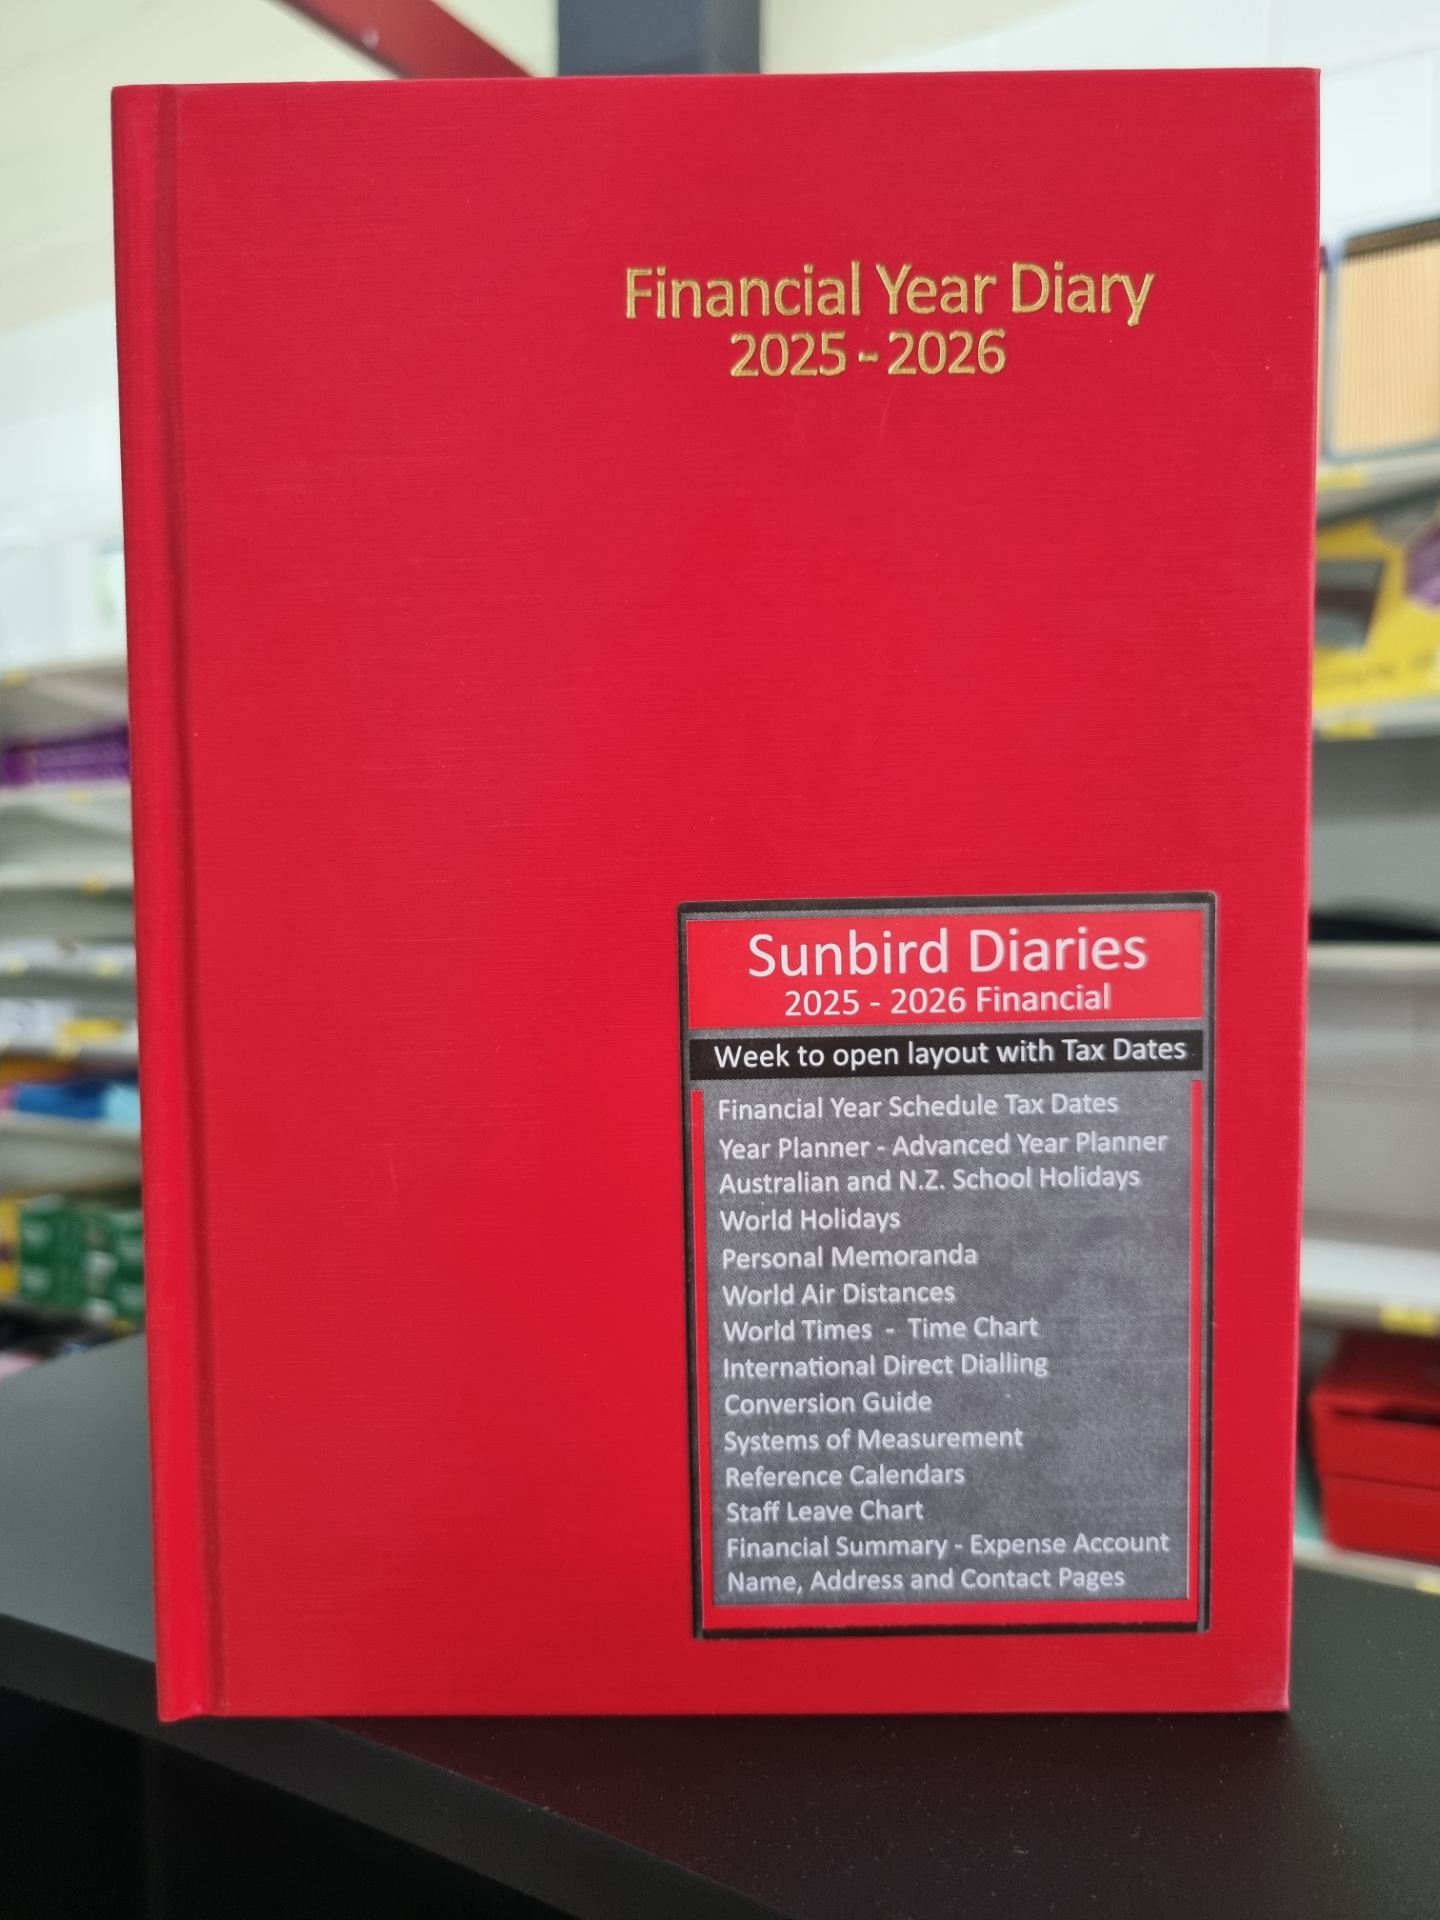 Financial Year Diary
2025 - 2026
Sunbird Diaries
2025 - 2026 Financial
Week to open layout with Tax Dates
Financial Year Schedule Tax Dates
Year Planner - Advanced Year Planner
Australian and N.Z. School Holidays
World Holidays
Personal Memoranda
World Air Distances
World Times - Time Chart
International Direct Dialling
Conversion Guide
Systems of Measurement
Reference Calendars
Staff Leave Chart
Financial Summary - Expense Account
Name, Address and Contact Pages